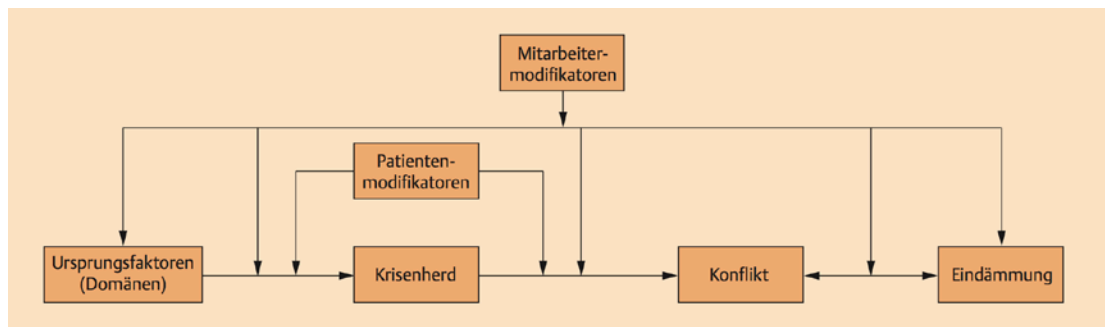 Mitarbeiter-
modifikatoren
Patienten-
modifikatoren
Ursprungsfaktoren
(Domänen)
Krisenherd
Konflikt
Eindämmung